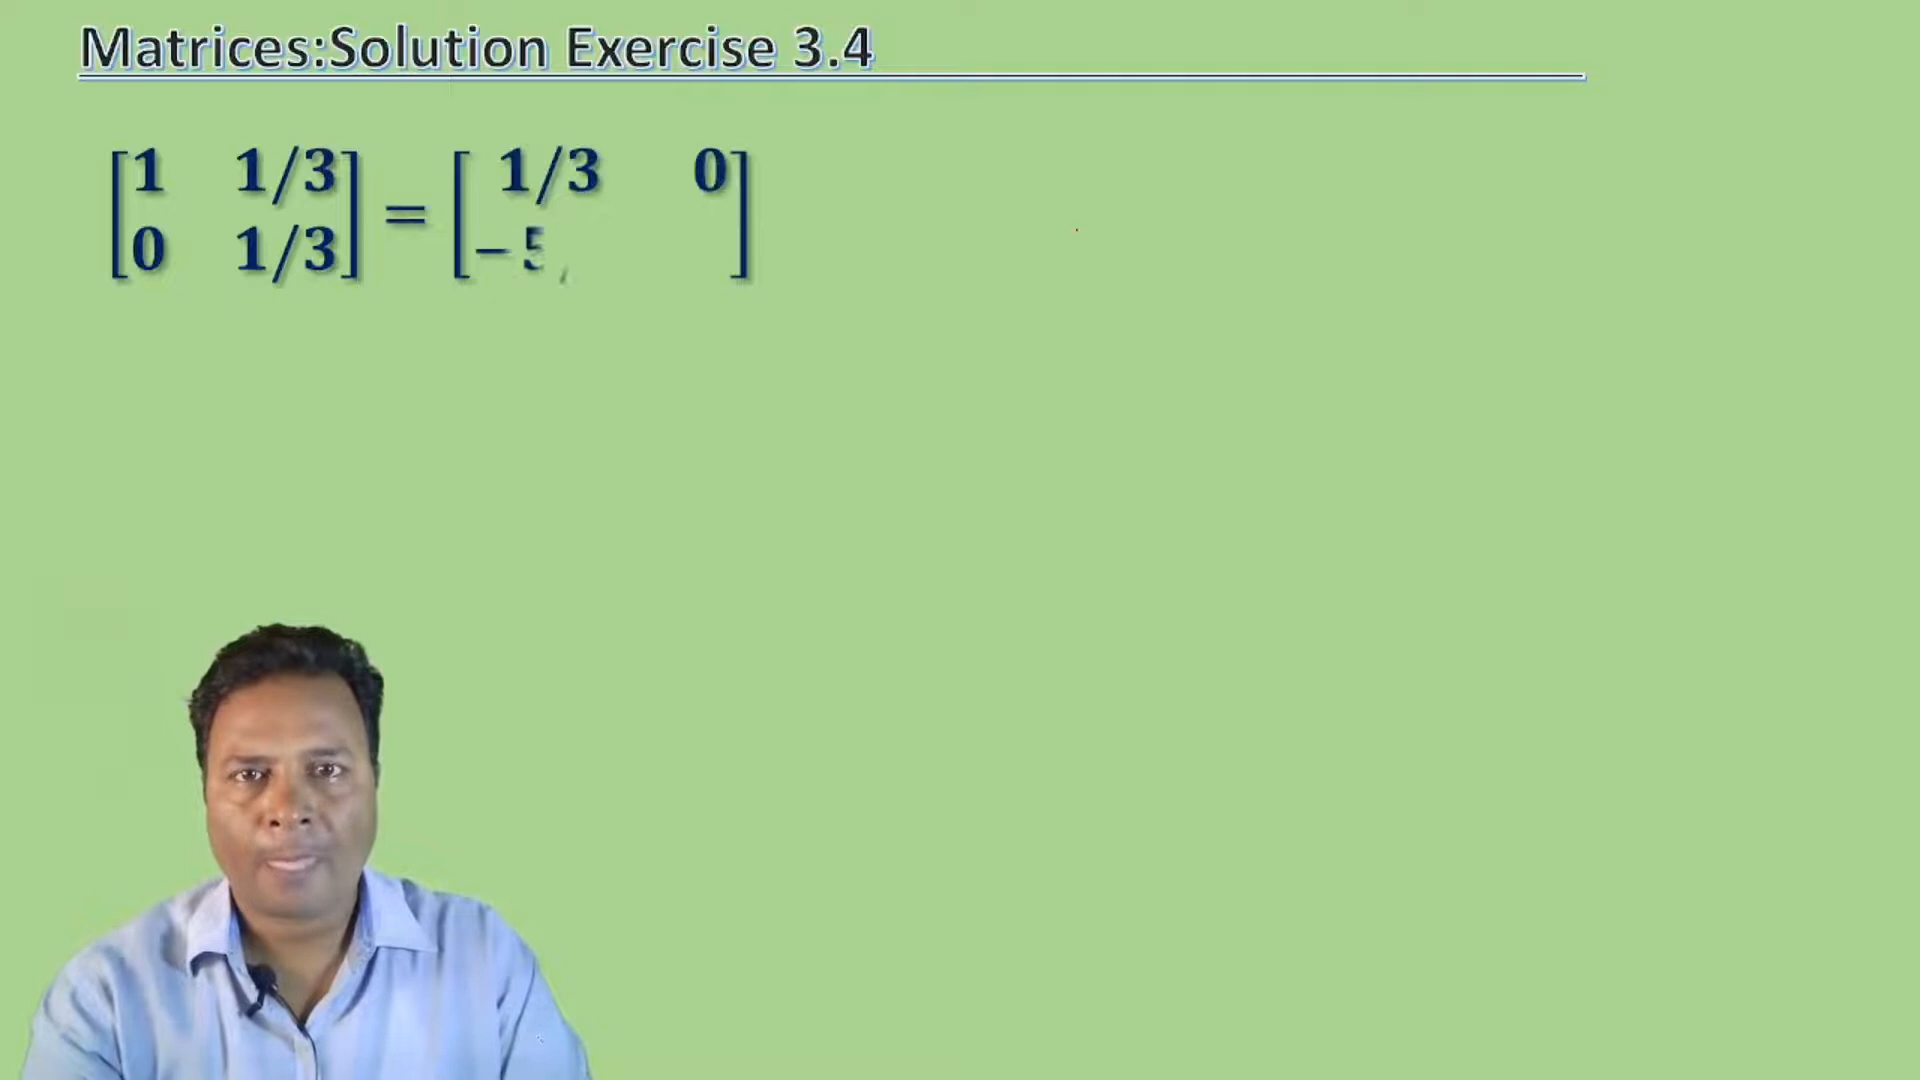 Matrices:Solution Exercise 3.4
[1 1/3] = [1/3 0]
[0 1/3] [−5 ]